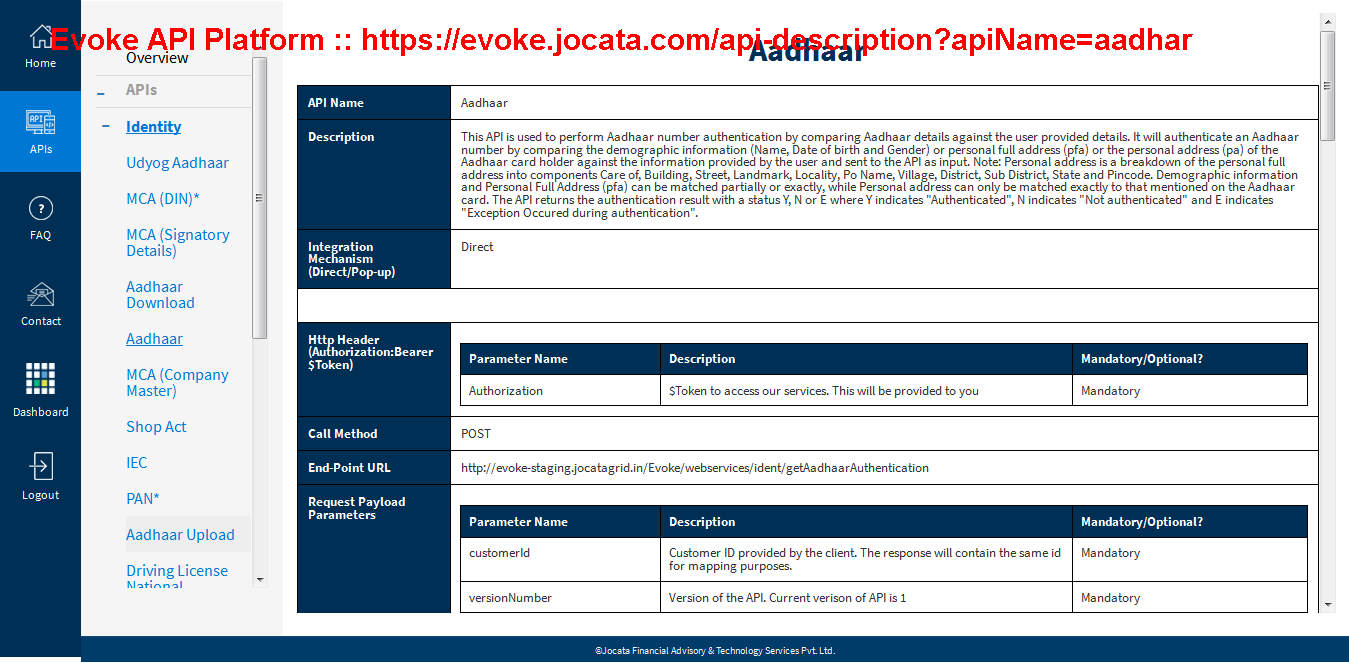 Evoke API Platform :: https://evoke.jocata.com/api-description?apiName=aadhar
Home
APIs
FAQ
Contact
Dashboard
Logout
Overview
APIs
Identity
Udyog Aadhaar
MCA (DIN)*
MCA (Signatory
Details)
Aadhaar
Download
Aadhaar
MCA (Company
Master)
Shop Act
IEC
PAN*
Aadhaar Upload
Driving License
National
Aadhaar
API Name
Aadhaar
Description
This API is used to perform Aadhaar number authentication by comparing Aadhaar details against the user provided details. It will authenticate an Aadhaar
number by comparing the demographic information (Name, Date of birth and Gender) or personal full address (pfa) or the personal address (pa) of the
Aadhaar card holder against the information provided by the user and sent to the API as input. Note: Personal address is a breakdown of the personal full
address into components Care of, Building, Street, Landmark, Locality, Po Name, Village, District, Sub District, State and Pincode. Demographic information
and Personal Full Address (pfa) can be matched partially or exactly, while Personal address can only be matched exactly to that mentioned on the Aadhaar
card. The API returns the authentication result with a status Y, N or E where Y indicates "Authenticated", N indicates "Not authenticated" and E indicates
"Exception Occured during authentication".
Integration
Mechanism
(Direct/Pop-up)
Direct
Http Header
(Authorization:Bearer
$Token)
Parameter Name Description Mandatory/Optional?
Authorization $Token to access our services. This will be provided to you Mandatory
Call Method
POST
End-Point URL
http://evoke-staging.jocatagrid.in/Evoke/webservices/ident/getAadhaarAuthentication
Request Payload
Parameters
Parameter Name Description Mandatory/Optional?
customerId Customer ID provided by the client. The response will contain the same id Mandatory
for mapping purposes.
versionNumber Version of the API. Current verison of API is 1 Mandatory
©Jocata Financial Advisory & Technology Services Pvt. Ltd.